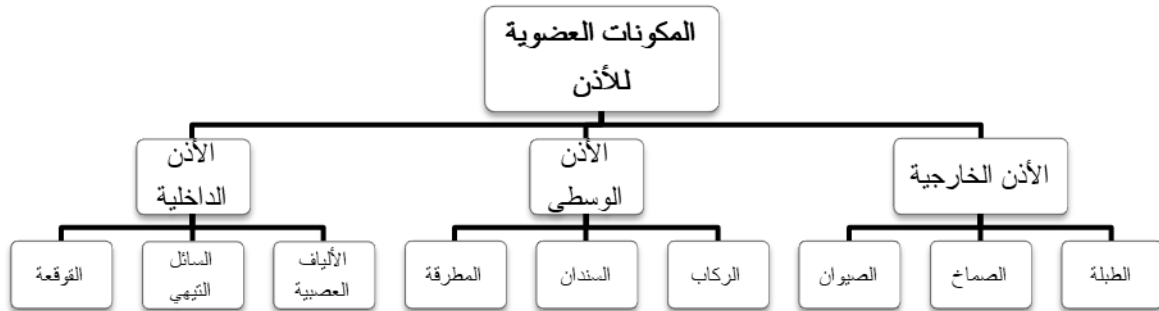 المكونات العضوية
للأذن
الأذن الخارجية
الأذن
الوسطى
الأذن
الداخلية
الطبلة
الصماخ
الصيوان
الركاب
السندان
المطرقة
الألياف
العصبية
السائل
التيهي
القوقعة